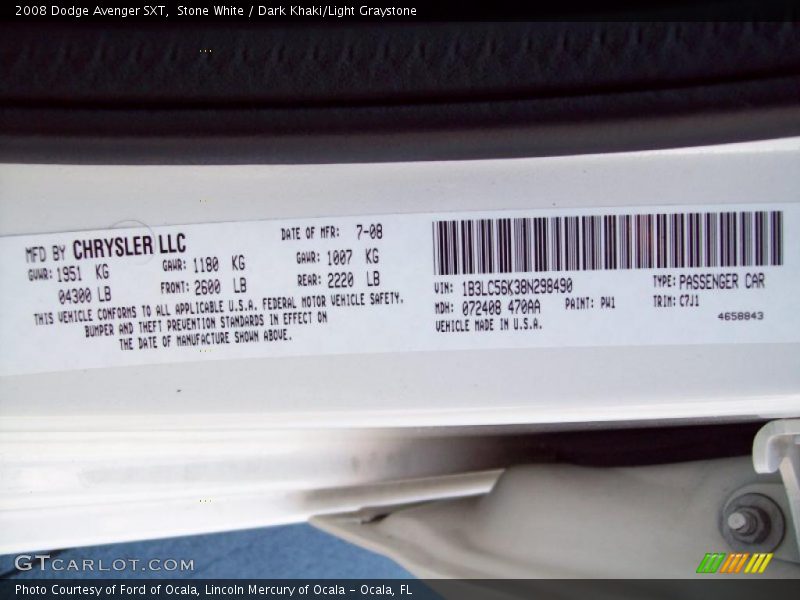 2008 Dodge Avenger SXT,  Stone White / Dark Khaki/Light Graystone
MFD BY CHRYSLER LLC
DATE OF MFR: 7-08
GVWR: 1951 KG
GAWR: 1180 KG
GAWR: 1007 KG
04300 LB
FRONT: 2600 LB
REAR: 2220 LB
THIS VEHICLE CONFORMS TO ALL APPLICABLE U.S.A. FEDERAL MOTOR VEHICLE SAFETY,
BUMPER AND THEFT PREVENTION STANDARDS IN EFFECT ON
THE DATE OF MANUFACTURE SHOWN ABOVE.
VIN: 1B3LC56K38N298490
TYPE: PASSENGER CAR
MDH: 072408 470AA
PAINT: PW1
TRIM: C7J1
VEHICLE MADE IN U.S.A.
4658843
GTCARLOT.COM
Photo Courtesy of Ford of Ocala, Lincoln Mercury of Ocala - Ocala, FL